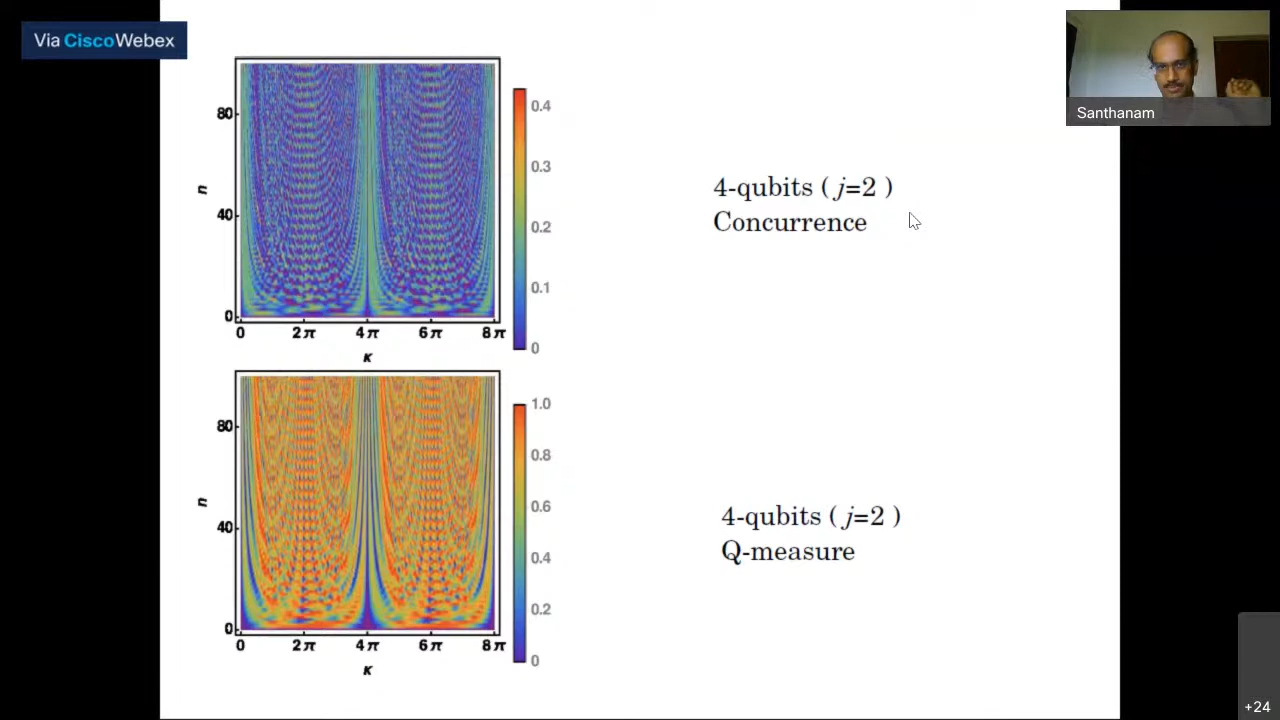 Via Cisco Webex
Santhanam
n
80
40
0
0 2π 4π 6π 8π
κ
0.4
0.3
0.2
0.1
0
4-qubits ( j=2 )
Concurrence
n
80
40
0
0 2π 4π 6π 8π
κ
1.0
0.8
0.6
0.4
0.2
0
4-qubits ( j=2 )
Q-measure
+24